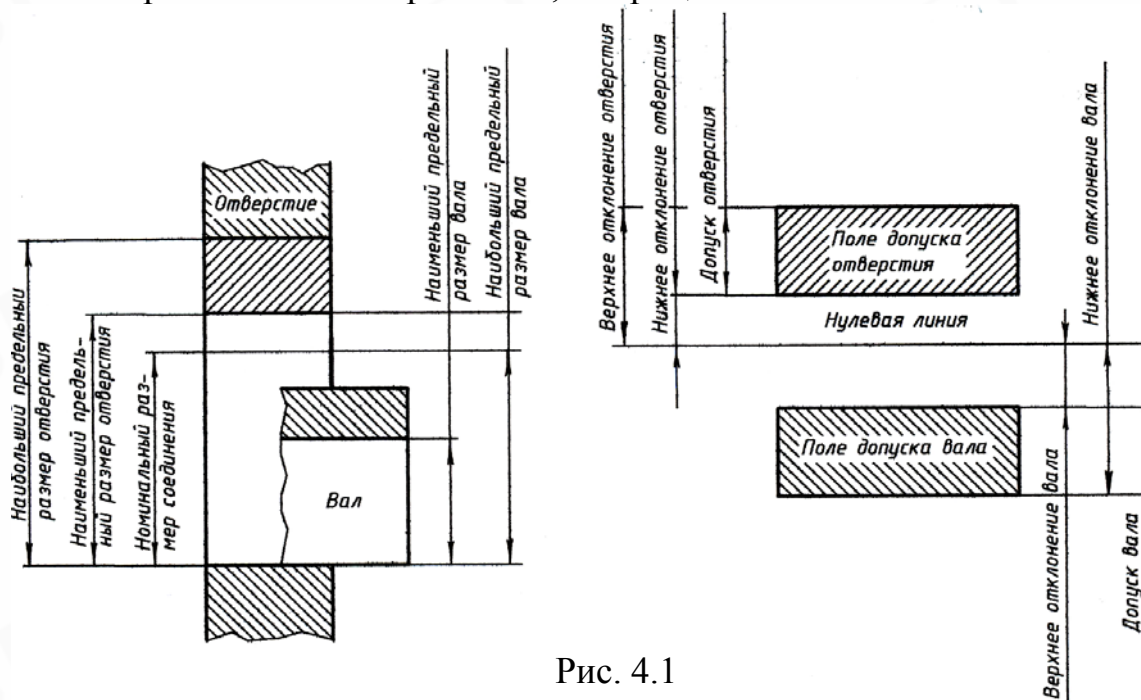 Отверстие
Наибольший предельный
размер отверстия
Наименьший предель-
ный размер отверстия
Номинальный раз-
мер соединения
Вал
Наименьший предельный
размер вала
Наибольший предельный
размер вала
Верхнее отклонение отверстия
Нижнее отклонение отверстия
Допуск отверстия
Поле допуска
отверстия
Нулевая линия
Поле допуска вала
Нижнее отклонение вала
Верхнее отклонение вала
Допуск вала
Рис. 4.1